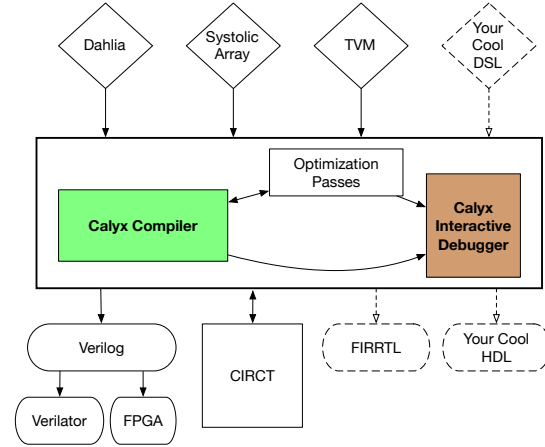 Dahlia
Systolic
Array
TVM
Your
Cool
DSL
Optimization
Passes
Calyx Compiler
Calyx
Interactive
Debugger
Verilog
CIRCT
FIRRTL
Your Cool
HDL
Verilator
FPGA